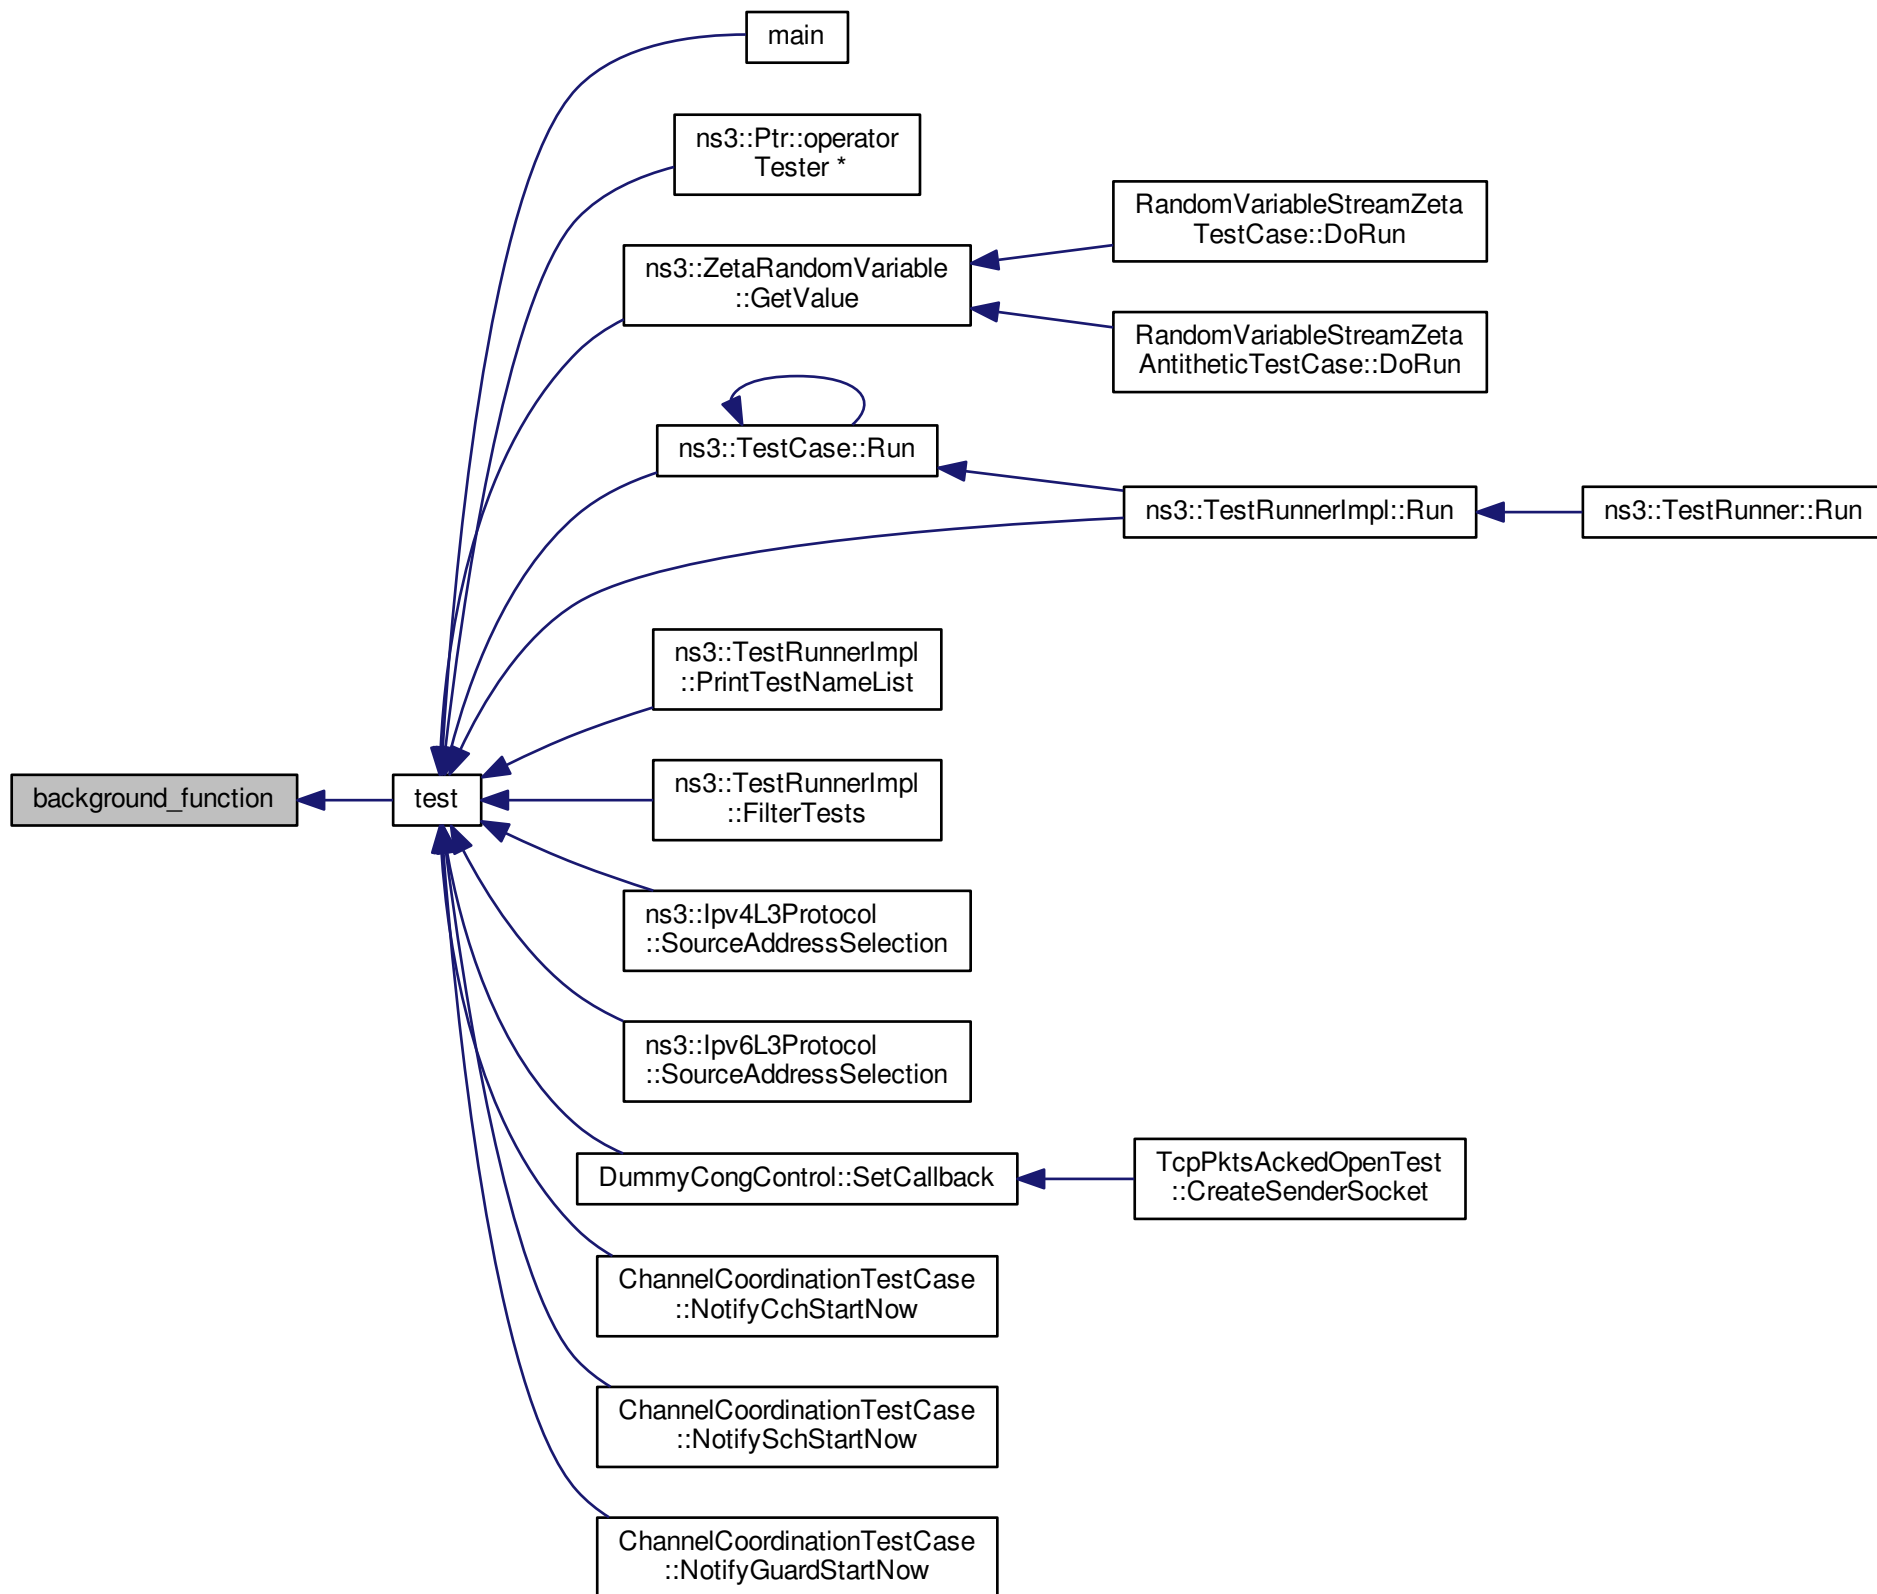 main
ns3::Ptr::operator
Tester *
RandomVariableStreamZeta
TestCase::DoRun
ns3::ZetaRandomVariable
::GetValue
RandomVariableStreamZeta
AntitheticTestCase::DoRun
ns3::TestCase::Run
ns3::TestRunnerImpl::Run
ns3::TestRunner::Run
ns3::TestRunnerImpl
::PrintTestNameList
background_function
test
ns3::TestRunnerImpl
::FilterTests
ns3::Ipv4L3Protocol
::SourceAddressSelection
ns3::Ipv6L3Protocol
::SourceAddressSelection
DummyCongControl::SetCallback
TcpPktsAckedOpenTest
::CreateSenderSocket
ChannelCoordinationTestCase
::NotifyCchStartNow
ChannelCoordinationTestCase
::NotifySchStartNow
ChannelCoordinationTestCase
::NotifyGuardStartNow